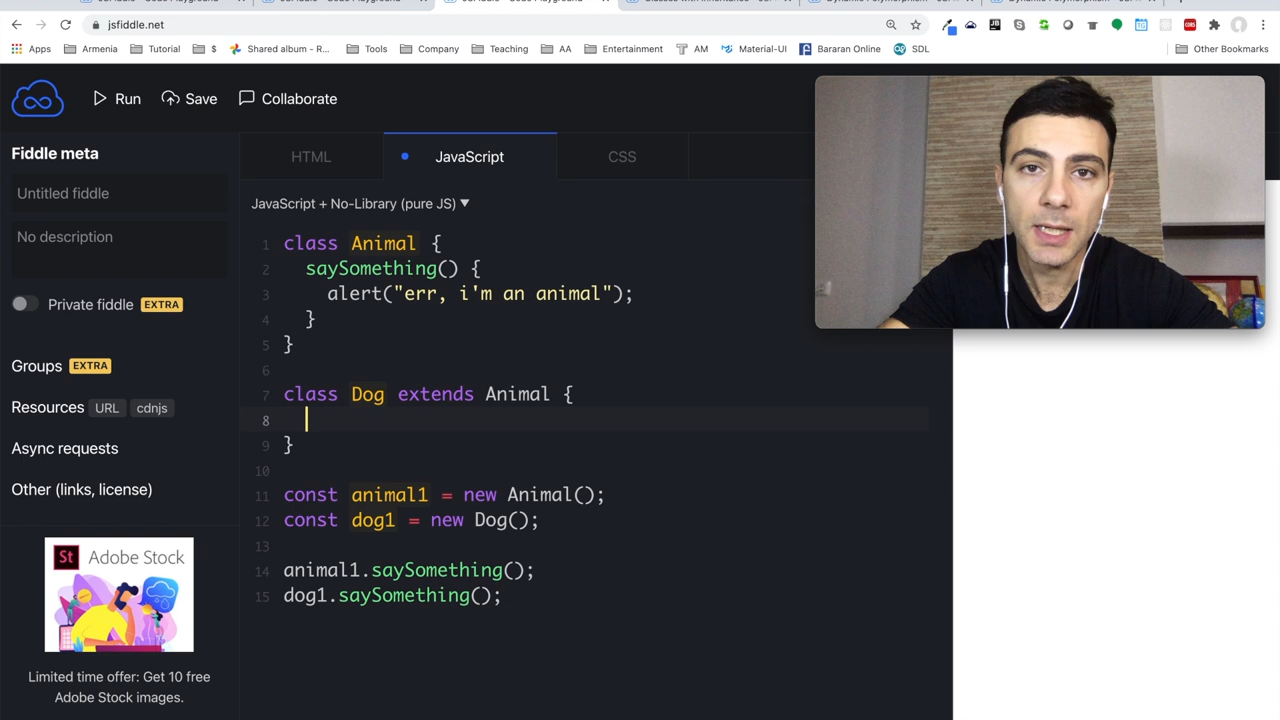 jsfiddle.net
Apps
Armenia
Tutorial
$
Shared album - R...
Tools
Company
Teaching
AA
Entertainment
AM
Material-UI
Bararan Online
SDL
Other Bookmarks
Run
Save
Collaborate
Fiddle meta
Untitled fiddle
No description
Private fiddle EXTRA
Groups EXTRA
Resources URL cdnjs
Async requests
Other (links, license)
St Adobe Stock
Limited time offer: Get 10 free
Adobe Stock images.
HTML
JavaScript
CSS
JavaScript + No-Library (pure JS) ▼
1 class Animal {
2 saySomething() {
3 alert("err, i'm an animal");
4 }
5 }
6
7 class Dog extends Animal {
8
9 }
10
11 const animal1 = new Animal();
12 const dog1 = new Dog();
13
14 animal1.saySomething();
15 dog1.saySomething();